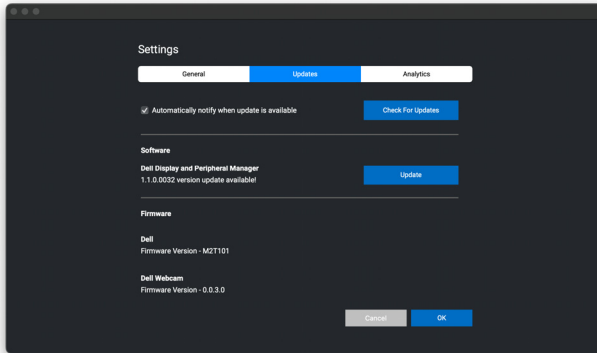 Settings
General
Updates
Analytics
Automatically notify when update is available
Check For Updates
Software
Dell Display and Peripheral Manager
1.1.0.0032 version update available!
Update
Firmware
Dell
Firmware Version - M2T101
Dell Webcam
Firmware Version - 0.0.3.0
Cancel
OK